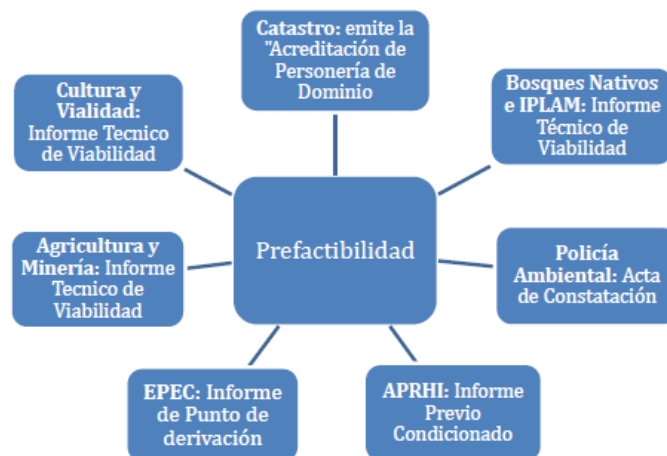 Catastro: emite la
"Acreditación de
Personería de
Dominio
Bosques Nativos
e IPLAM: Informe
Técnico de
Viabilidad
Policía
Ambiental: Acta
de Constatación
APRHI: Informe
Previo
Condicionado
EPEC: Informe
de Punto de
derivación
Agricultura y
Minería: Informe
Tecnico de
Viabilidad
Cultura y
Vialidad:
Informe Tecnico
de Viabilidad
Prefactibilidad